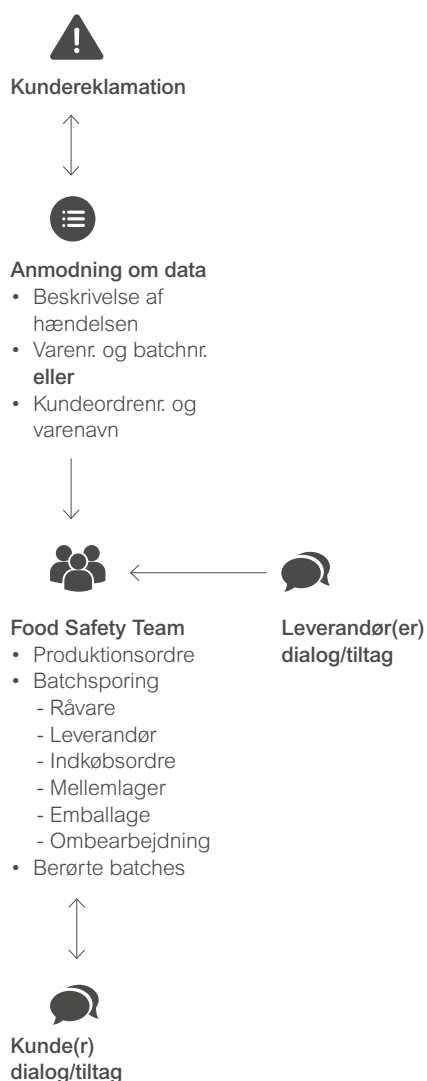 Kundereklamation
Anmodning om data
• Beskrivelse af
hændelsen
• Varenr. og batchnr.
eller
• Kundeordrenr. og
varenavn
Food Safety Team
• Produktionsordre
• Batchsporing
- Råvare
- Leverandør
- Indkøbsordre
- Mellemlager
- Emballage
- Ombearbejdning
• Berørte batches
Leverandør(er)
dialog/tiltag
Kunde(r)
dialog/tiltag